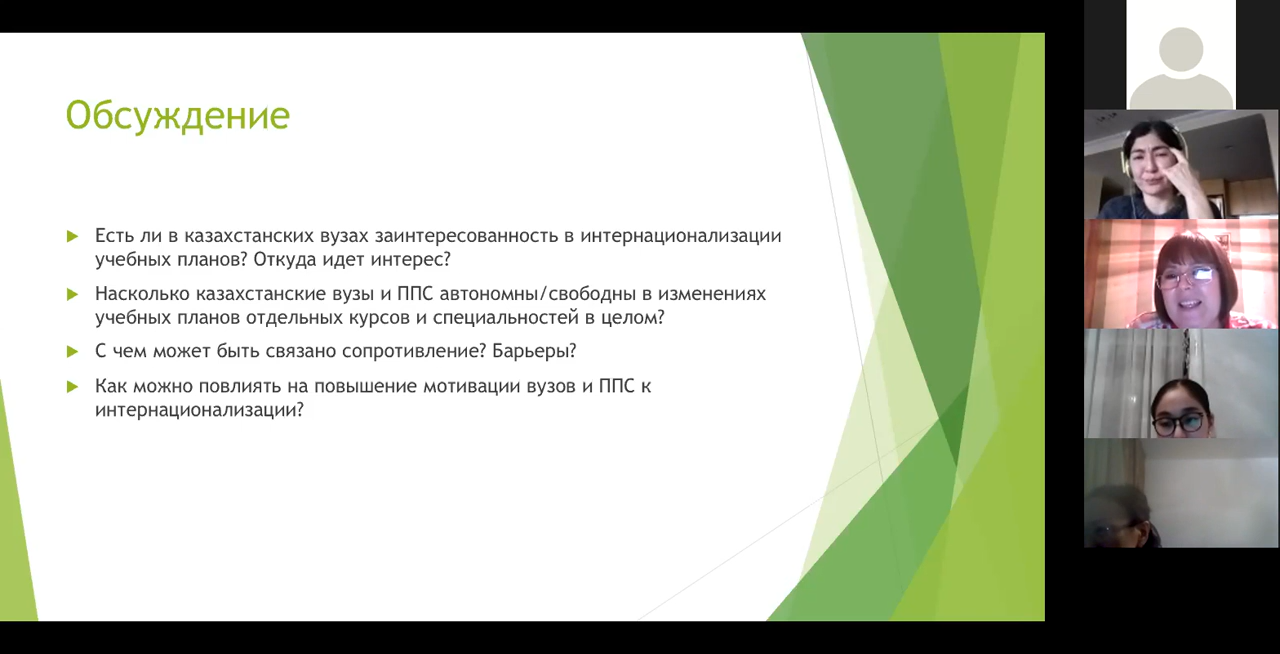 Обсуждение
Есть ли в казахстанских вузах заинтересованность в интернационализации
учебных планов? Откуда идет интерес?
Насколько казахстанские вузы и ППС автономны/свободны в изменениях
учебных планов отдельных курсов и специальностей в целом?
С чем может быть связано сопротивление? Барьеры?
Как можно повлиять на повышение мотивации вузов и ППС к
интернационализации?